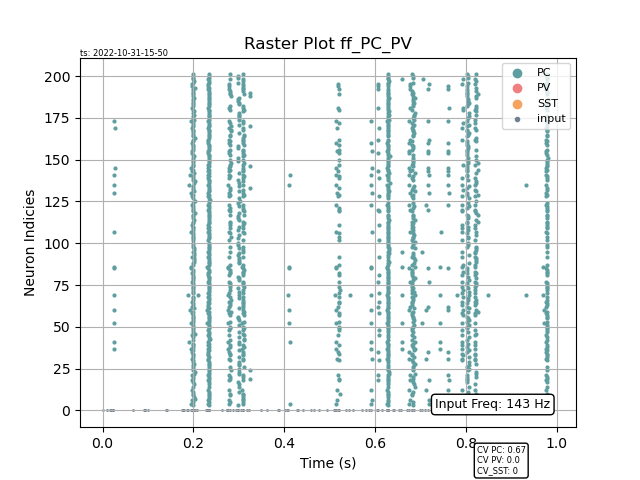 Raster Plot ff_PC_PV
ts: 2022-10-31-15-50
PC
PV
SST
input
Neuron Indicies
200
175
150
125
100
75
50
25
0
Input Freq: 143 Hz
0.0 0.2 0.4 0.6 0.8 1.0
Time (s)
CV PC: 0.67
CV PV: 0.0
CV_SST: 0